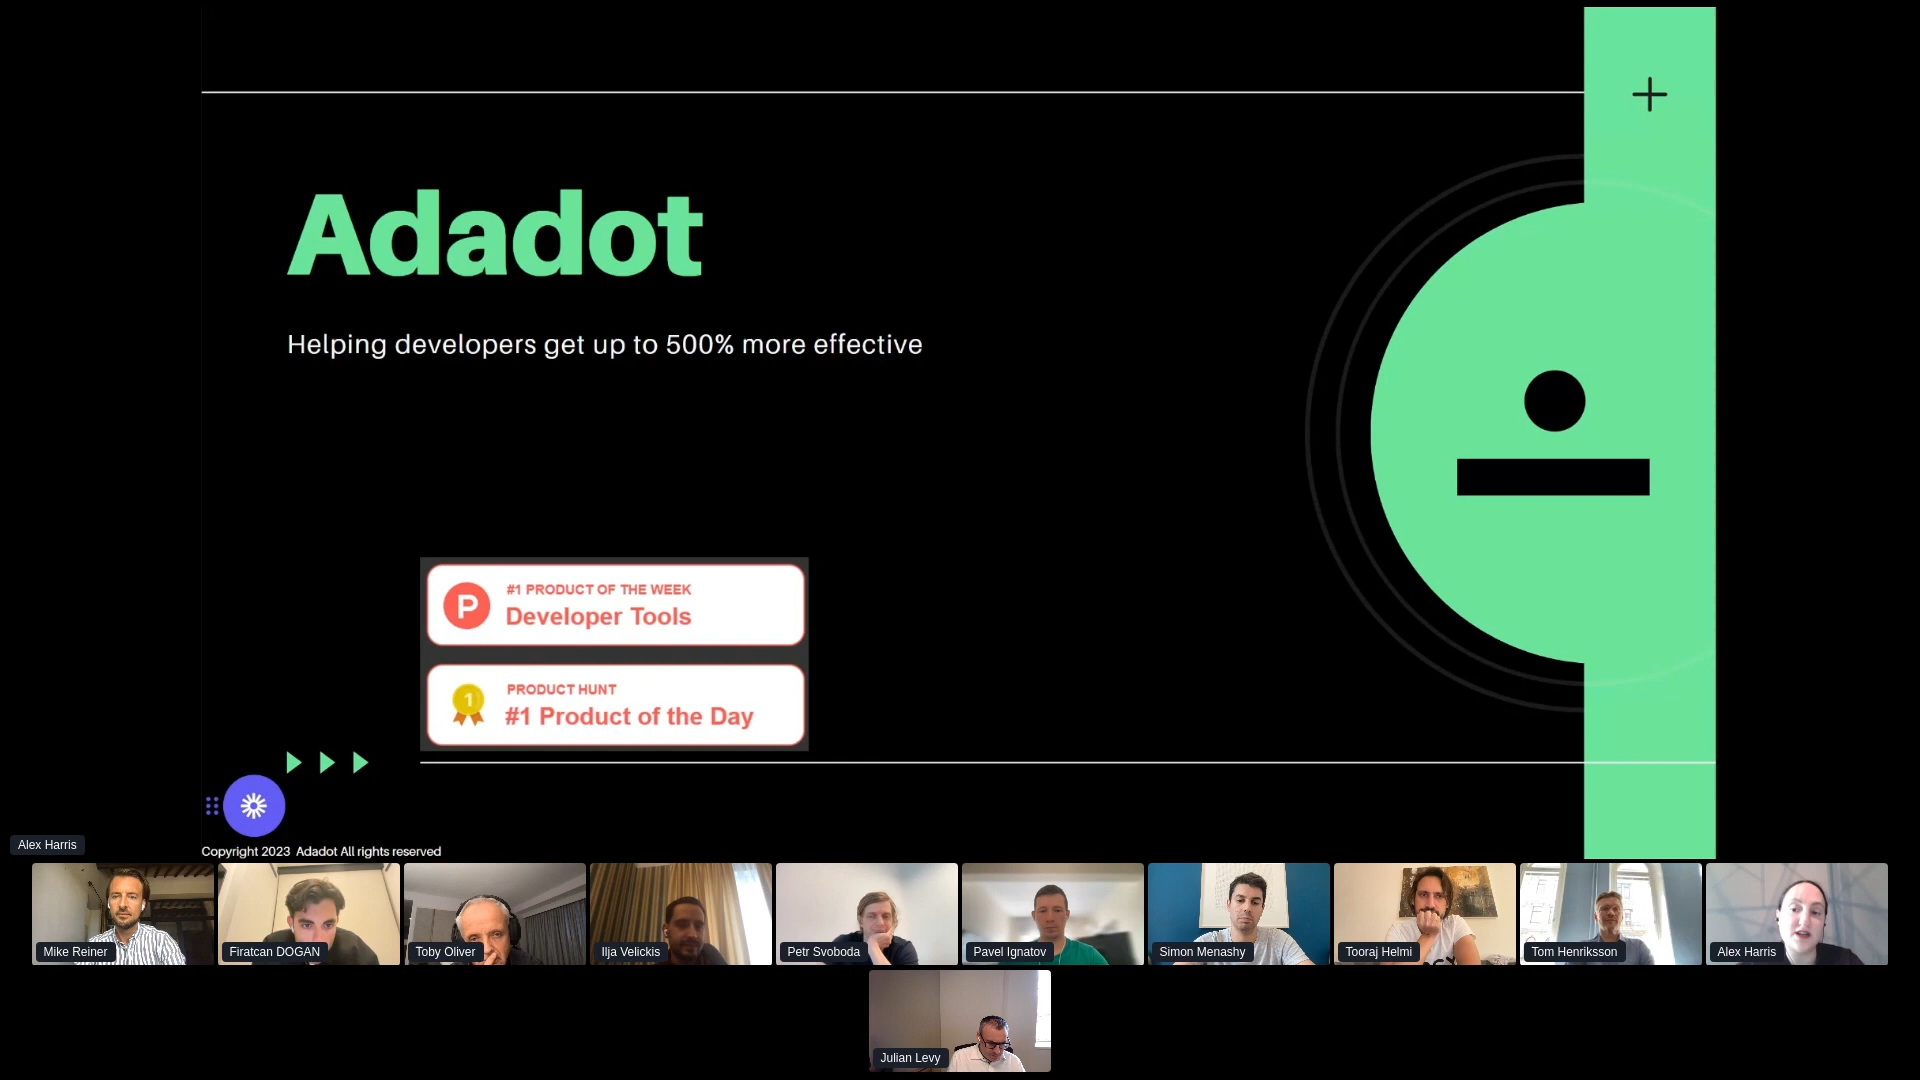 Adadot
Helping developers get up to 500% more effective
P
#1 PRODUCT OF THE WEEK
Developer Tools
1
PRODUCT HUNT
#1 Product of the Day
Alex Harris
Copyright 2023 Adadot All rights reserved
Mike Reiner
Firatcan DOGAN
Toby Oliver
Ilja Velickis
Petr Svoboda
Pavel Ignatov
Simon Menashy
Tooraj Helmi
Tom Henriksson
Alex Harris
Julian Levy